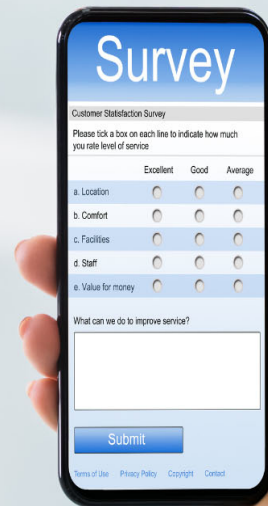 Survey
Customer Statisfaction Survey
Please tick a box on each line to indicate how much
you rate level of service
Excellent Good Average
a. Location
b. Comfort
c. Facilities
d. Staff
e. Value for money
What can we do to improve service?
Submit
Terms of Use Privacy Policy Copyright Contact